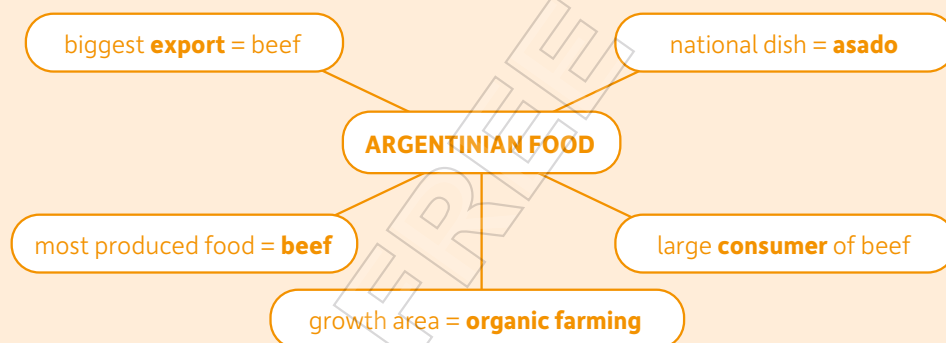 biggest export = beef
national dish = asado
ARGENTINIAN FOOD
most produced food = beef
large consumer of beef
growth area = organic farming
FREE